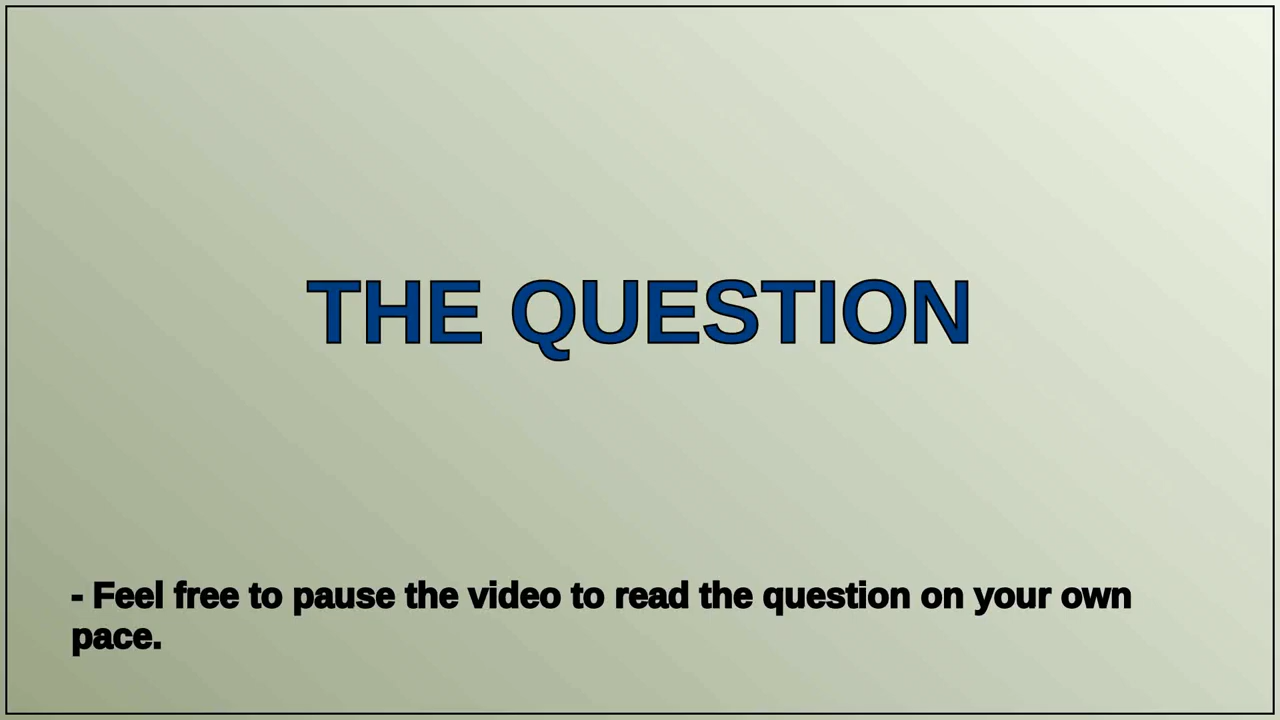 THE QUESTION
- Feel free to pause the video to read the question on your own
pace.